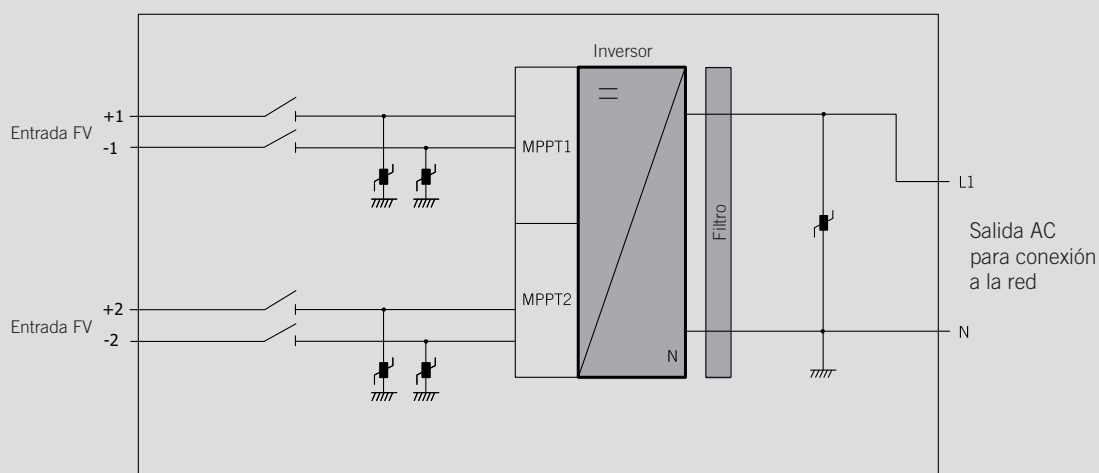 Inversor
+1
Entrada FV
-1
MPPT1
L1
Filtro
Salida AC
para conexión
a la red
MPPT2
+2
Entrada FV
-2
N
N